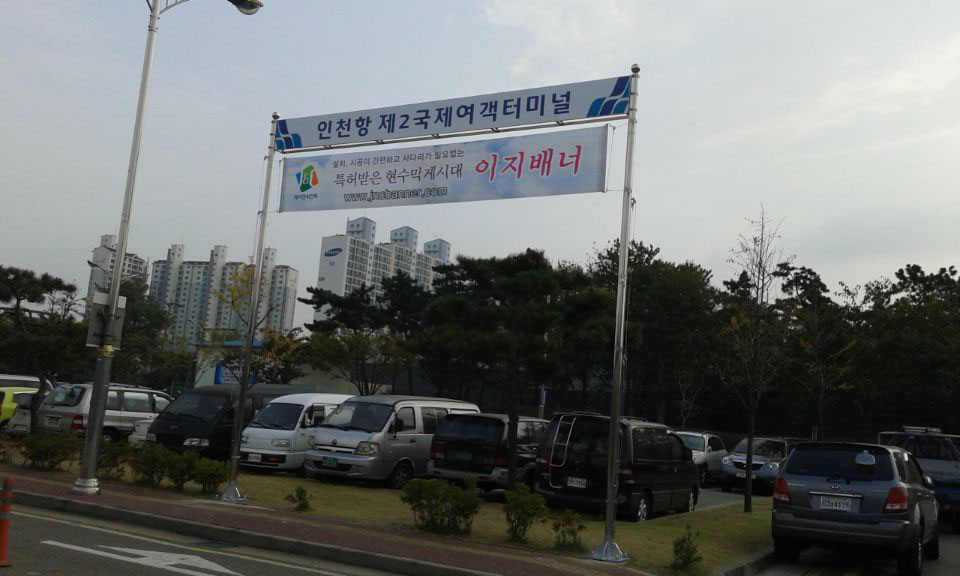 인천항 제2국제여객터미널
설치, 시공이 간편하고 사다리가 필요없는
특허받은 현수막게시대 이지배너
www.jncbanner.com